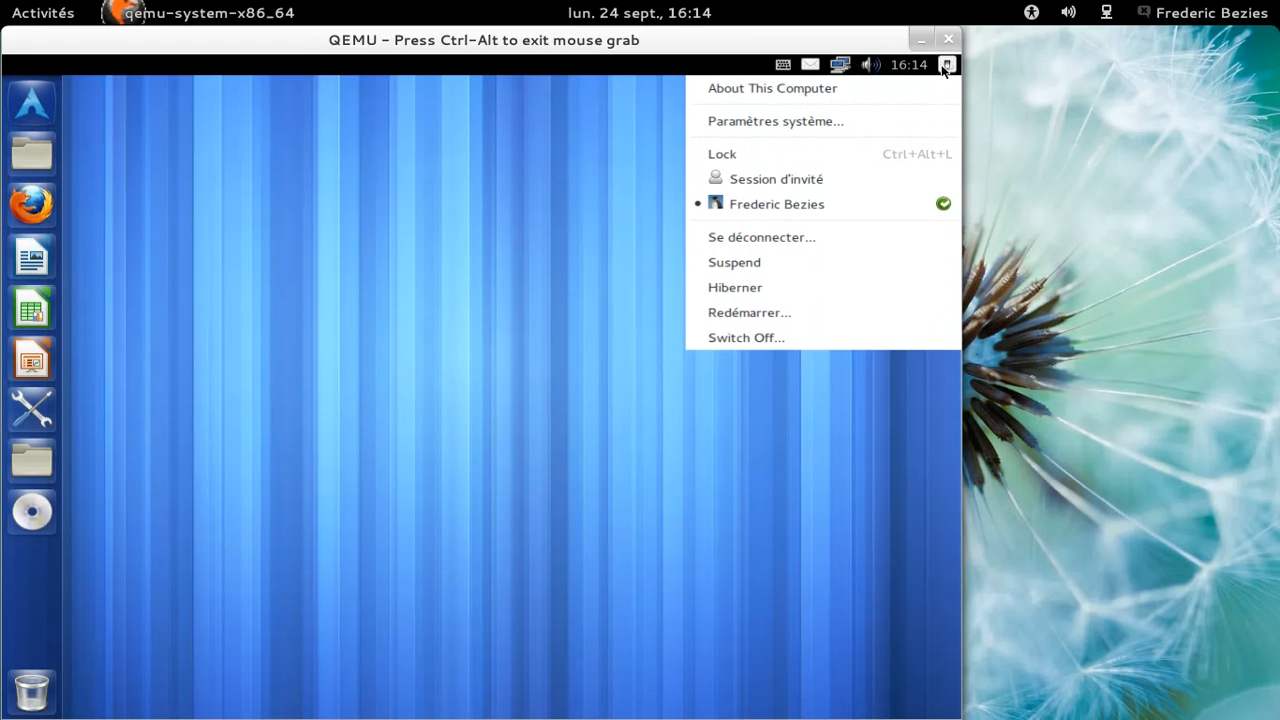 Activités qemu-system-x86_64 lun. 24 sept., 16:14 Frederic Bezies
QEMU - Press Ctrl-Alt to exit mouse grab
16:14
About This Computer
Paramètres système...
Lock Ctrl+Alt+L
Session d'invité
Frederic Bezies
Se déconnecter...
Suspend
Hiberner
Redémarrer...
Switch Off...